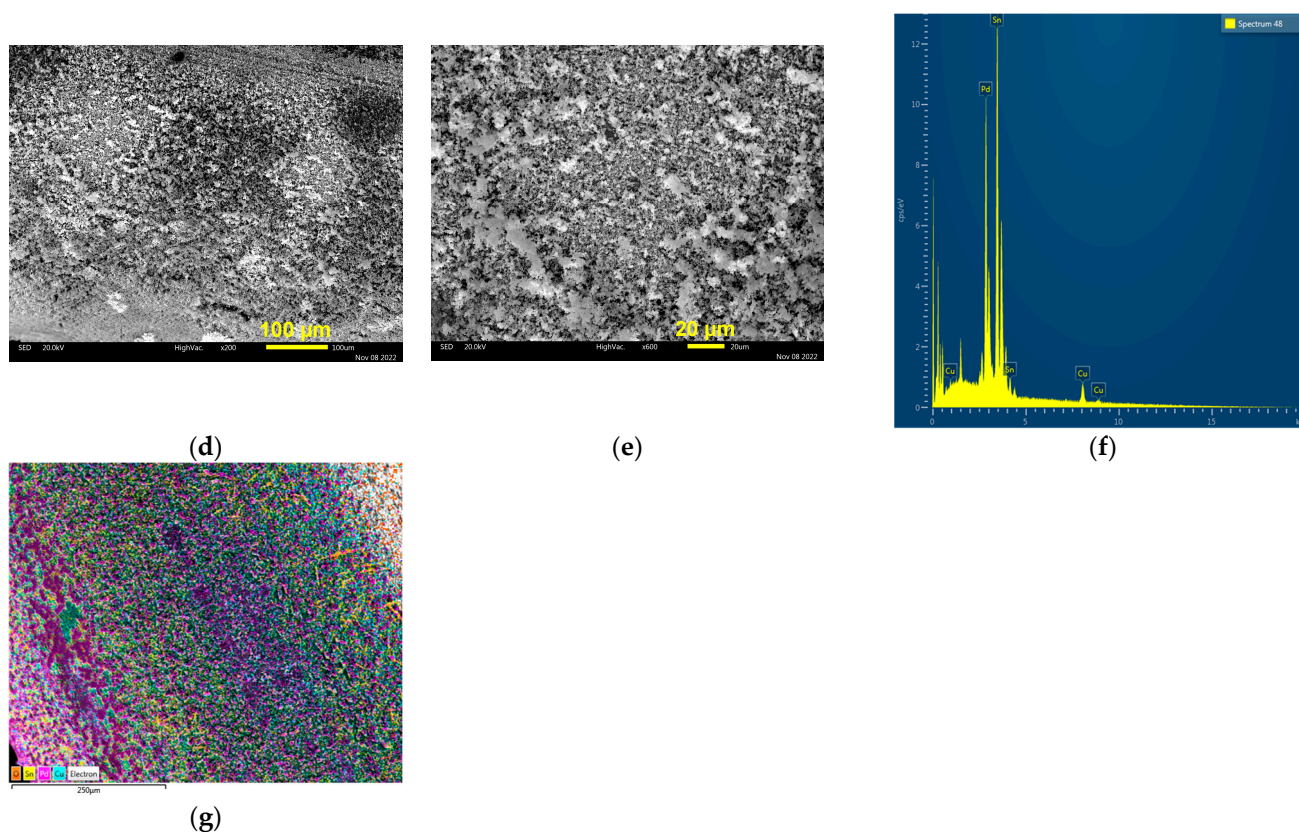 100 µm
SED 20.0kV HighVac. x200 100um
Nov 08 2022
(d)
20 µm
SED 20.0kV HighVac. x600 20um
Nov 08 2022
(e)
Spectrum 48
Sn
12
Pd
10
8
cps/eV
6
4
2
Cu
Sn
Cu
Cu
0
0 5 10 15
(f)
O Sn Pd Cu Electron
250µm
(g)